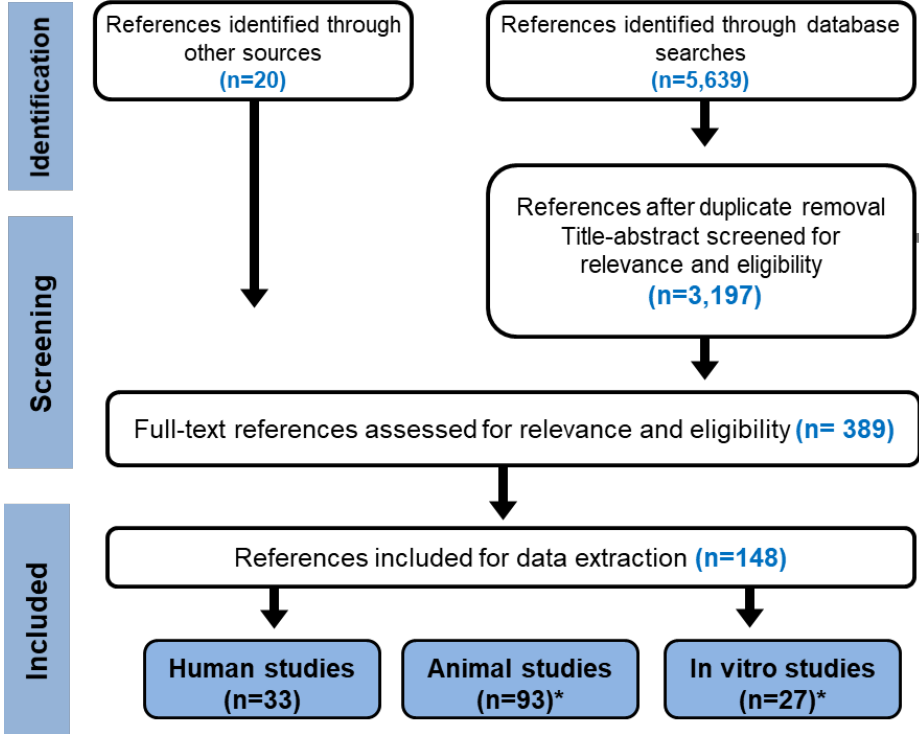 Identification
References identified through
other sources
(n=20)
References identified through database
searches
(n=5,639)
References after duplicate removal
Title-abstract screened for
relevance and eligibility
(n=3,197)
Screening
Full-text references assessed for relevance and eligibility (n= 389)
Included
References included for data extraction (n=148)
Human studies
(n=33)
Animal studies
(n=93)*
In vitro studies
(n=27)*